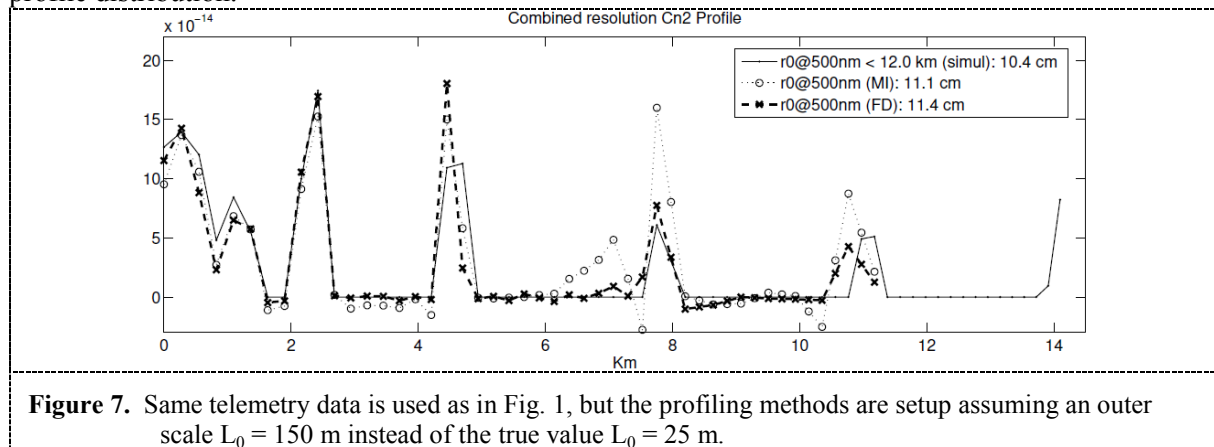 profile distribution.
Combined resolution Cn2 Profile
x 10⁻¹⁴
20
15
10
5
0
0
2
4
6
8
10
12
14
Km
r0@500nm < 12.0 km (simul): 10.4 cm
r0@500nm (MI): 11.1 cm
r0@500nm (FD): 11.4 cm
Figure 7. Same telemetry data is used as in Fig. 1, but the profiling methods are setup assuming an outer
scale L₀ = 150 m instead of the true value L₀ = 25 m.